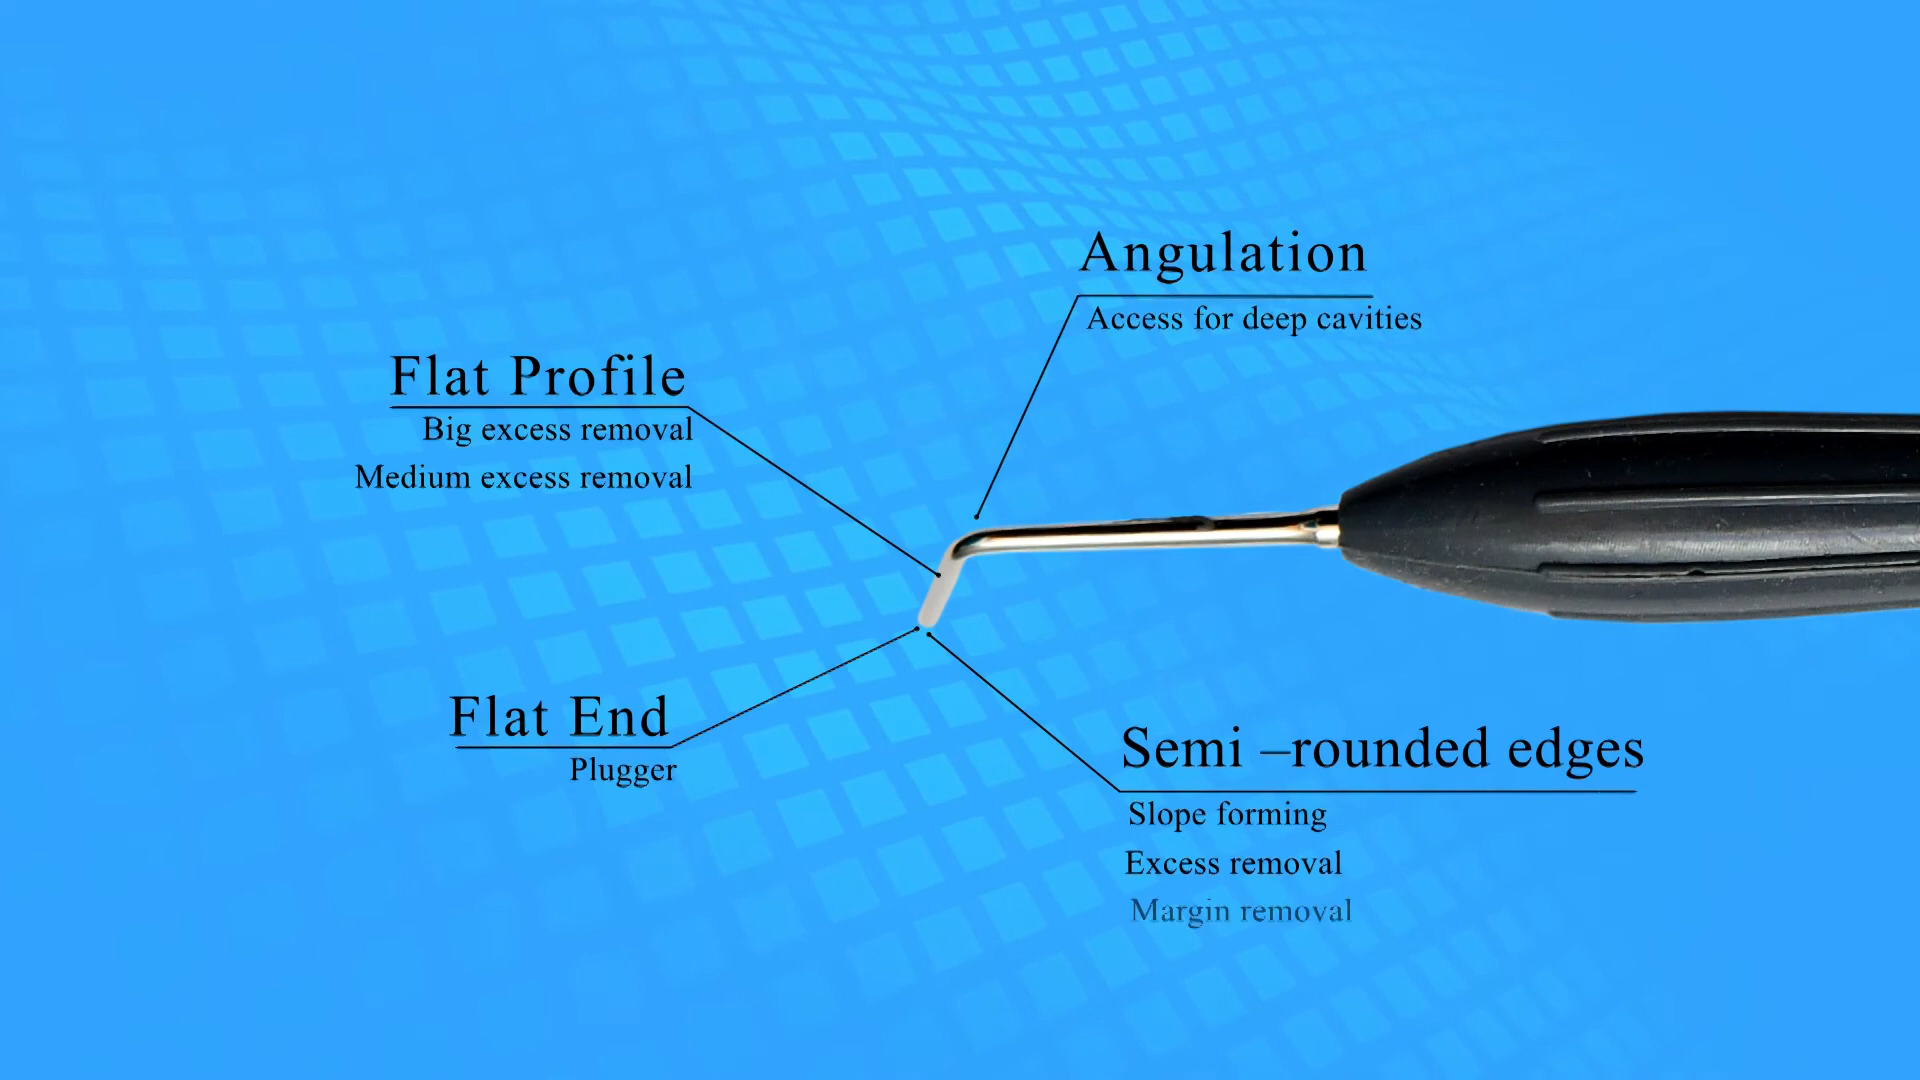 Angulation
Access for deep cavities
Flat Profile
Big excess removal
Medium excess removal
Flat End
Plugger
Semi –rounded edges
Slope forming
Excess removal
Margin removal